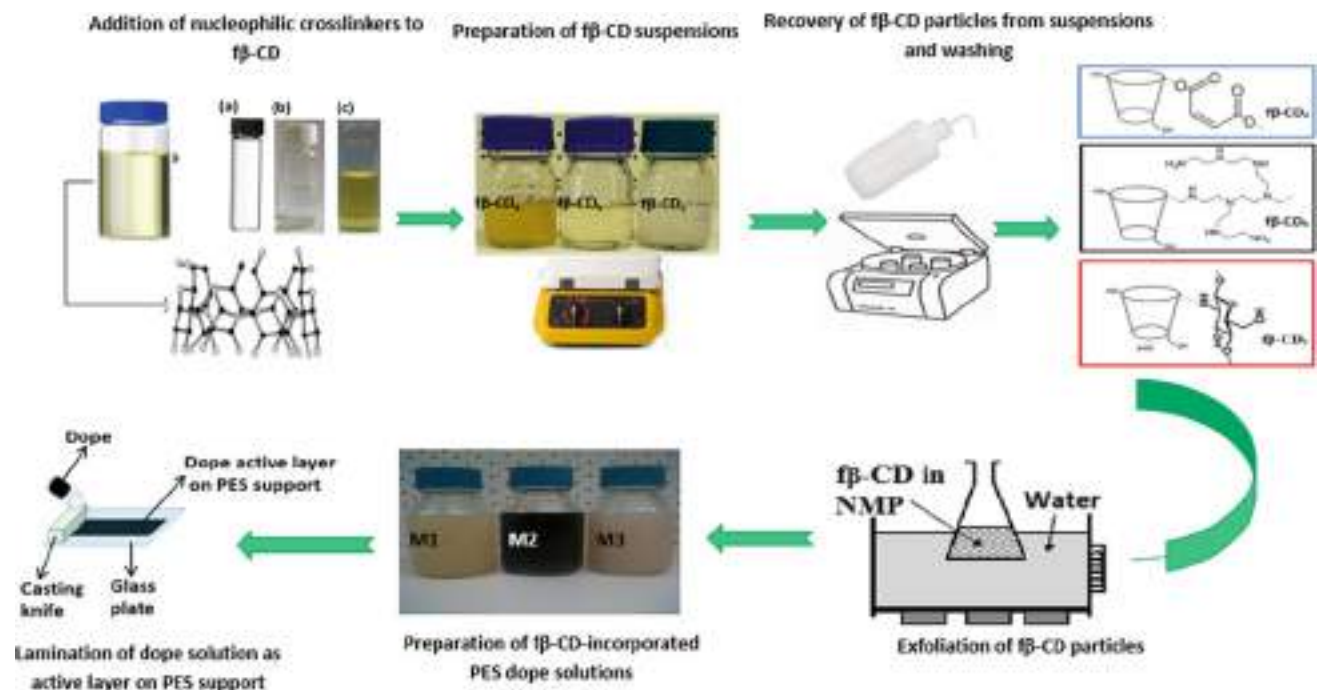 Addition of nucleophilic crosslinkers to
fβ-CD
Preparation of fβ-CD suspensions
Recovery of fβ-CD particles from suspensions
and washing
(a)
(b)
(c)
a
fβ-CD
fβ-CD
fβ-CD
fβ-CD
H₂N
NH
NH₂
fβ-CD
fβ-CD
Dope
Dope active layer
on PES support
Casting
knife
Glass
plate
Lamination of dope solution as
active layer on PES support
M1
M2
M3
Preparation of fβ-CD-incorporated
PES dope solutions
fβ-CD in
NMP
Water
Exfoliation of fβ-CD particles